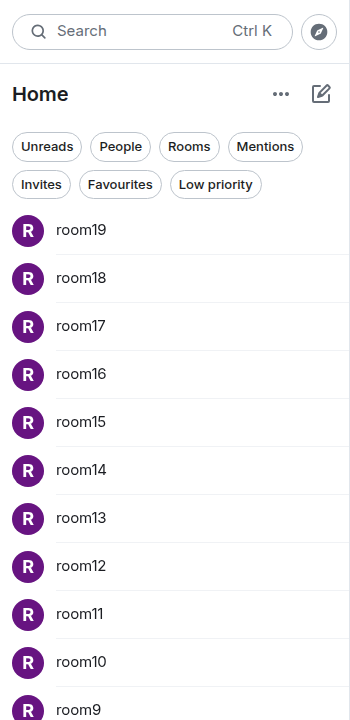 Search Ctrl K
Home
Unreads People Rooms Mentions
Invites Favourites Low priority
R room19
R room18
R room17
R room16
R room15
R room14
R room13
R room12
R room11
R room10
R room9